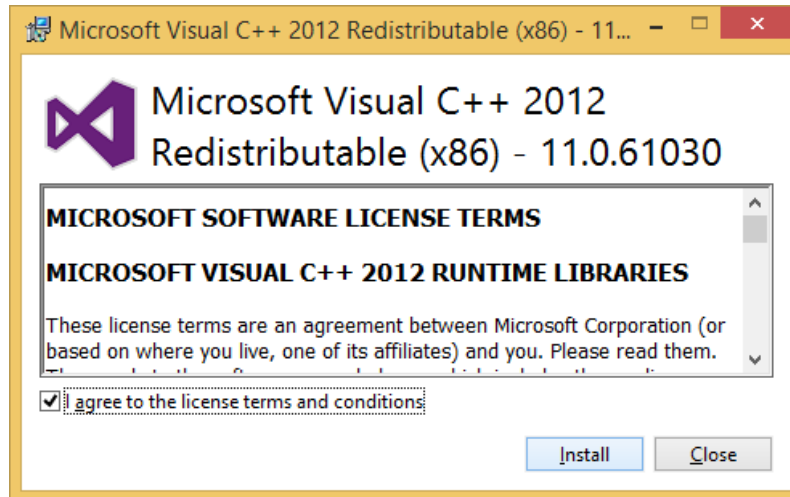 Microsoft Visual C++ 2012 Redistributable (x86) - 11...
Microsoft Visual C++ 2012
Redistributable (x86) - 11.0.61030
MICROSOFT SOFTWARE LICENSE TERMS
MICROSOFT VISUAL C++ 2012 RUNTIME LIBRARIES
These license terms are an agreement between Microsoft Corporation (or
based on where you live, one of its affiliates) and you. Please read them.
I agree to the license terms and conditions
Install
Close